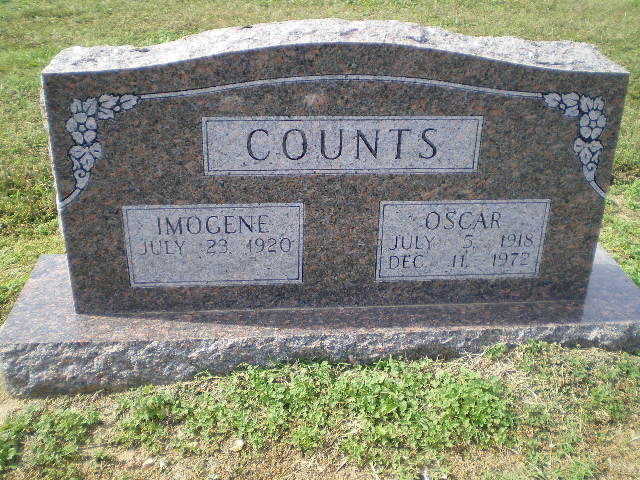 COUNTS
IMOGENE
JULY 23, 1920
OSCAR
JULY 5, 1918
DEC. 11, 1972